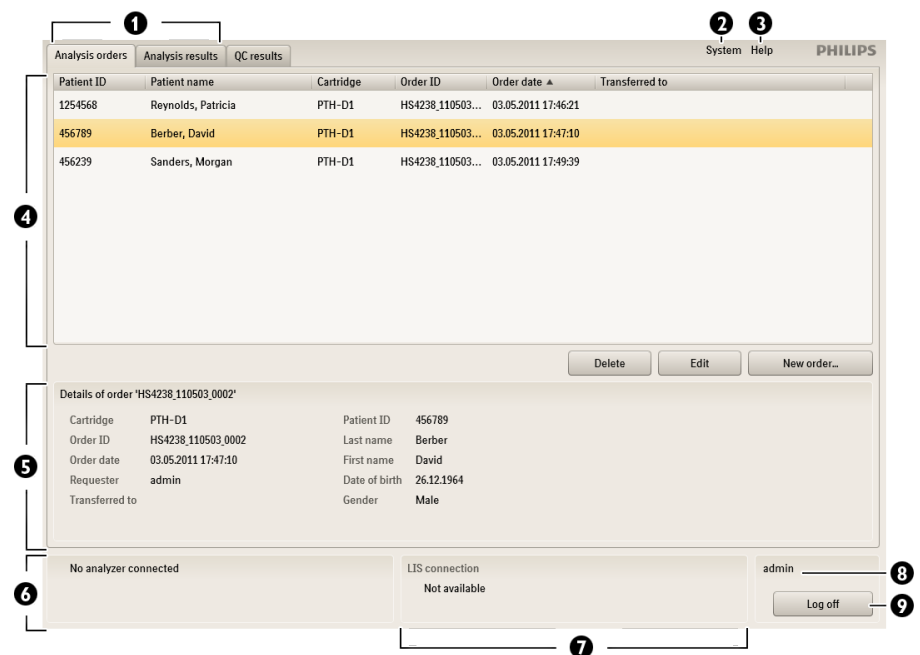 1 2 3
Analysis orders Analysis results QC results System Help PHILIPS
Patient ID Patient name Cartridge Order ID Order date ▲ Transferred to
1254568 Reynolds, Patricia PTH-D1 HS4238_110503... 03.05.2011 17:46:21
456789 Berber, David PTH-D1 HS4238_110503... 03.05.2011 17:47:10
456239 Sanders, Morgan PTH-D1 HS4238_110503... 03.05.2011 17:49:39
4
Delete Edit New order...
Details of order 'HS4238_110503_0002'
Cartridge PTH-D1 Patient ID 456789
Order ID HS4238_110503_0002 Last name Berber
5 Order date 03.05.2011 17:47:10 First name David
Requester admin Date of birth 26.12.1964
Transferred to Gender Male
No analyzer connected LIS connection admin 8
Not available
6 Log off 9
7